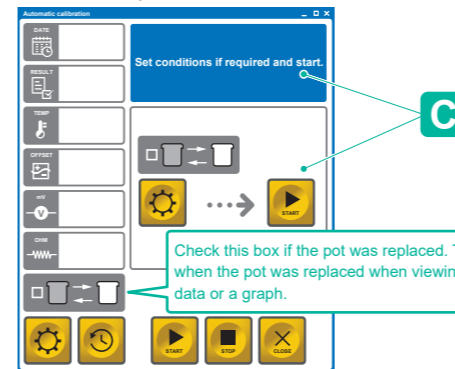 Automatic calibration
DATE
RESULT
TEMP
OFFSET
mV
V
OHM
Set conditions if required and start.
C
START
Check this box if the pot was replaced. T
when the pot was replaced when viewin
data or a graph.
START
STOP
CLOSE